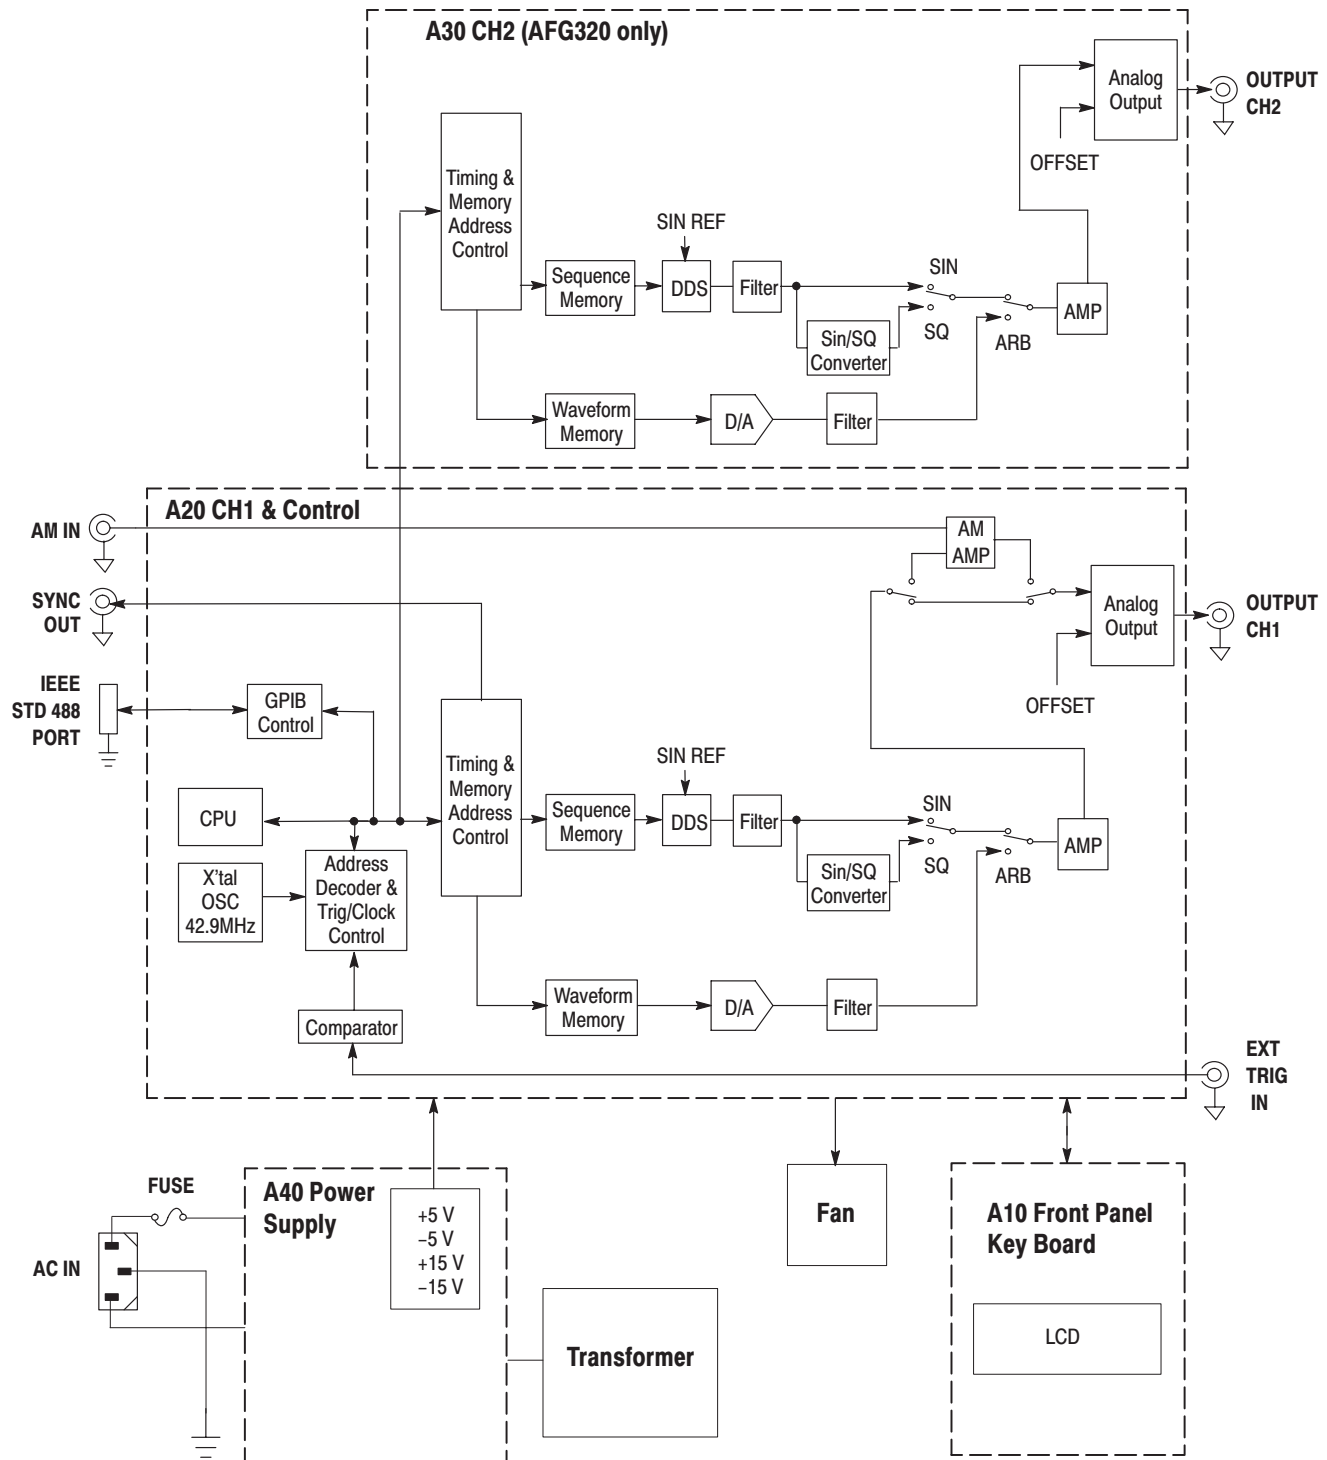 A30 CH2 (AFG320 only)
Analog
Output
OUTPUT
CH2
OFFSET
Timing &
Memory
Address
Control
SIN REF
Sequence
Memory
DDS
Filter
SIN
SQ
Sin/SQ
Converter
ARB
AMP
Waveform
Memory
D/A
Filter
A20 CH1 & Control
AM IN
AM
AMP
SYNC
OUT
Analog
Output
OUTPUT
CH1
OFFSET
IEEE
STD 488
PORT
GPIB
Control
Timing &
Memory
Address
Control
SIN REF
CPU
Sequence
Memory
DDS
Filter
SIN
SQ
Sin/SQ
Converter
ARB
AMP
X'tal
OSC
42.9MHz
Address
Decoder &
Trig/Clock
Control
Waveform
Memory
D/A
Filter
Comparator
EXT
TRIG
IN
FUSE
AC IN
A40 Power
Supply
+5 V
–5 V
+15 V
–15 V
Transformer
Fan
A10 Front Panel
Key Board
LCD